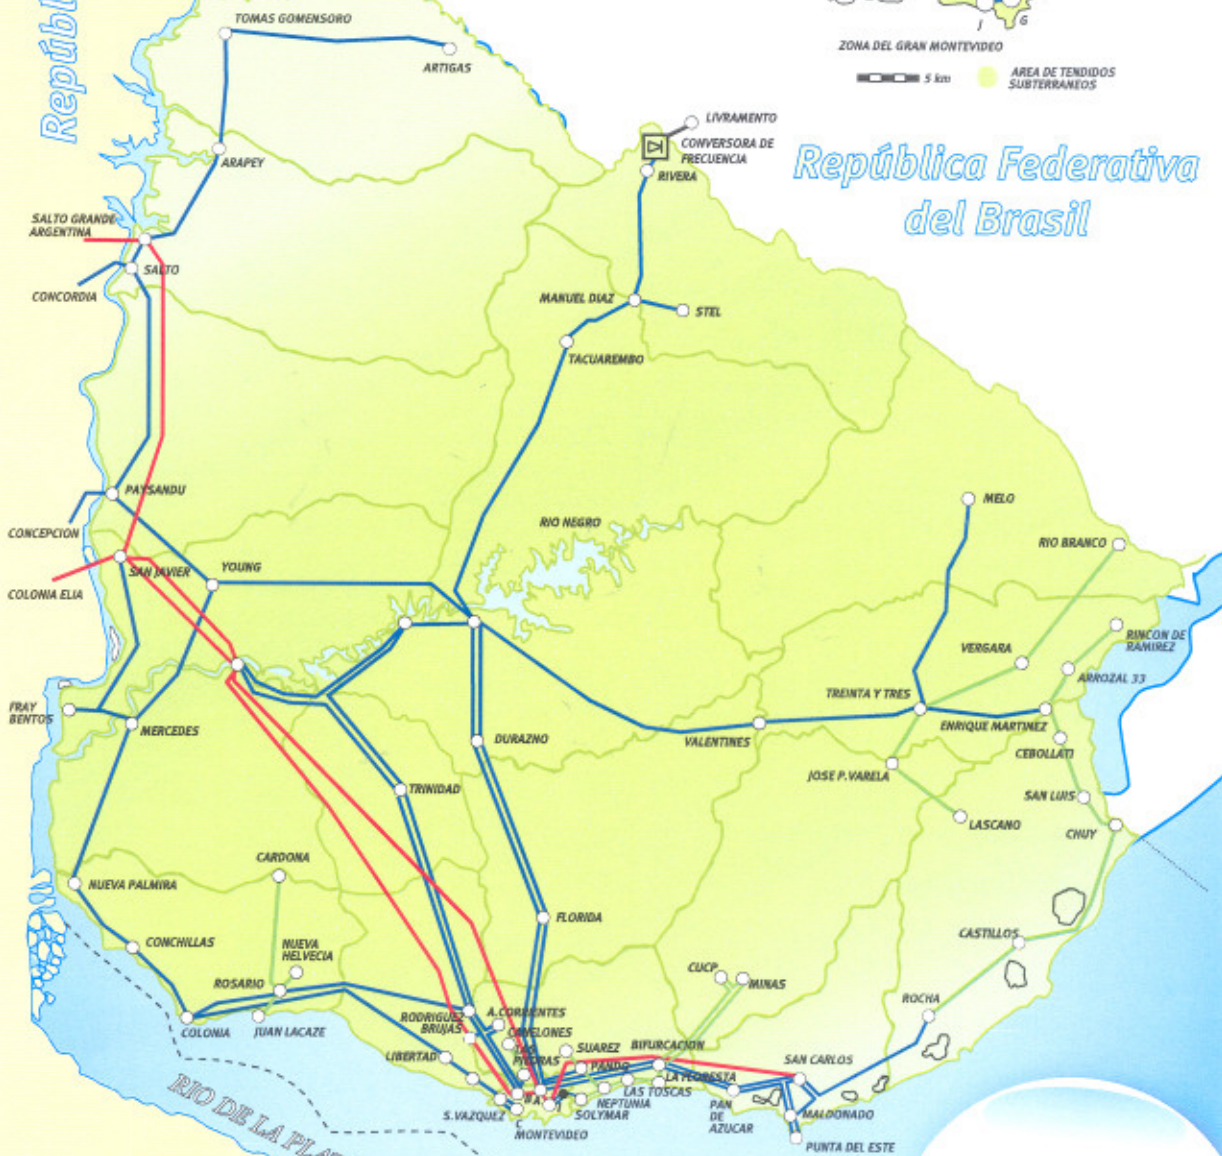 TOMAS GOMENSORO
ARTIGAS
J
G
ZONA DEL GRAN MONTEVIDEO
5 km
AREA DE TENDIDOS
SUBTERRANEOS
Repúbl
República Federativa
del Brasil
LIVRAMENTO
CONVERSORA DE
FRECUENCIA
RIVERA
ARAPEY
SALTO GRANDE
ARGENTINA
SALTO
CONCORDIA
MANUEL DIAZ
STEL
TACUAREMBO
PAYSANDU
CONCEPCION
RIO NEGRO
MELO
RIO BRANCO
SAN JAVIER
YOUNG
COLONIA ELIA
VERGARA
RINCON DE
RAMIREZ
ARROZAL 33
TREINTA Y TRES
ENRIQUE MARTINEZ
FRAY
BENTOS
MERCEDES
DURAZNO
VALENTINES
CEBOLLATI
JOSE P.VARELA
SAN LUIS
TRINIDAD
LASCANO
CHUY
CARDONA
NUEVA PALMIRA
FLORIDA
CONCHILLAS
NUEVA
HELVECIA
CASTILLOS
ROSARIO
CUCP
MINAS
ROCHA
COLONIA
JUAN LACAZE
RODRIGUEZ
BRUJAS
A.CORRIENTES
CANELONES
LIBERTAD
PIEDRAS
SUAREZ
BIFURCACION
PANDO
SAN CARLOS
LA FLORESTA
LAS TOSCAS
NEPTUNIA
SOLYMAR
S.VAZQUEZ
C
MONTEVIDEO
PAN
DE
AZUCAR
MALDONADO
PUNTA DEL ESTE
RIO DE LA PLA